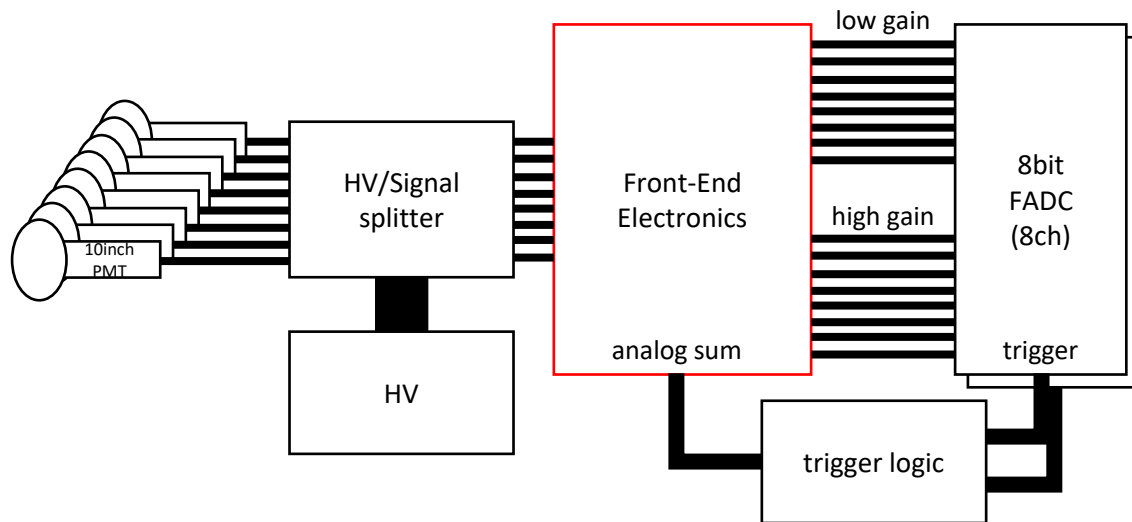 low gain
10inch
PMT
HV/Signal
splitter
Front-End
Electronics
high gain
8bit
FADC
(8ch)
analog sum
trigger
HV
trigger logic